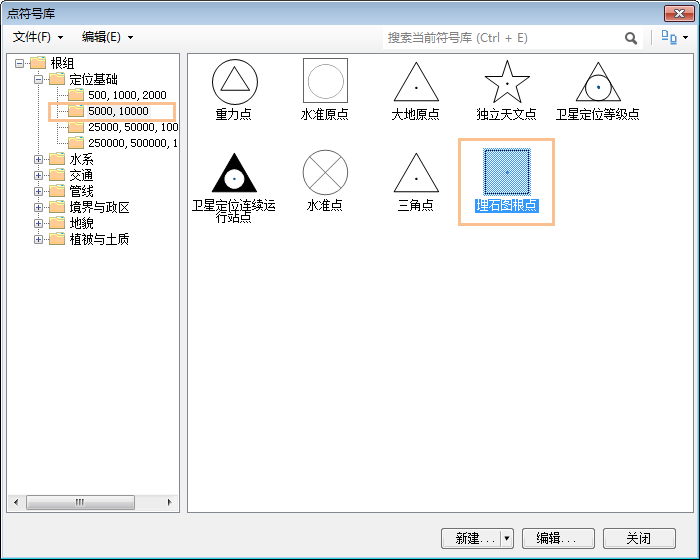 点符号库
文件(F)
编辑(E)
搜索当前符号库 (Ctrl + E)
根组
定位基础
500, 1000, 2000
5000, 10000
25000, 50000, 100
250000, 500000, 1
水系
交通
管线
境界与政区
地貌
植被与土质
重力点
水准原点
大地原点
独立天文点
卫星定位等级点
卫星定位连续运
行站点
水准点
三角点
埋石图根点
新建...
编辑...
关闭